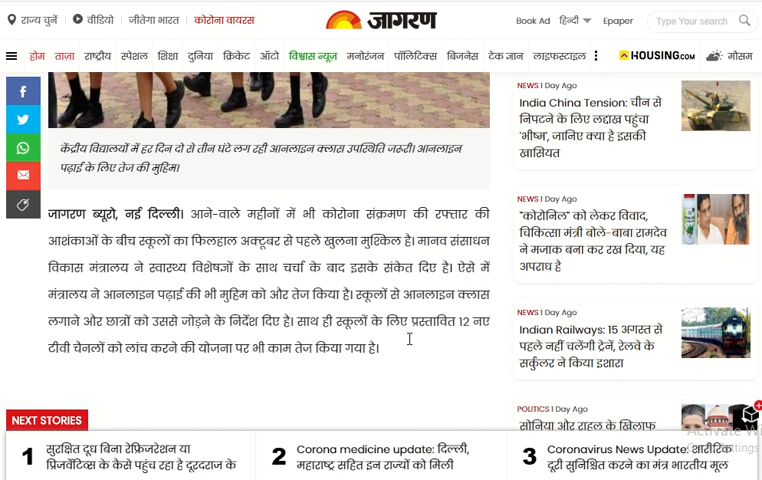 राज्य चुनें
वीडियो
जीतेगा भारत
कोरोना वायरस
जागरण
Book Ad
हिन्दी
Epaper
Type Your Search
होम ताज़ा राष्ट्रीय स्पेशल शिक्षा दुनिया क्रिकेट ऑटो विश्वास न्यूज़ मनोरंजन पॉलिटिक्स बिजनेस टेक ज्ञान लाइफस्टाइल
HOUSING.COM
मौसम
केंद्रीय विद्यालयों में हर दिन दो से तीन घंटे लग रही आनलाइन क्लास उपस्थिति जरूरी। आनलाइन
पढ़ाई के लिए तेज की मुहिम।
जागरण ब्यूरो, नई दिल्ली। आने-वाले महीनों में भी कोरोना संक्रमण की रफ्तार की
आशंकाओं के बीच स्कूलों का फिलहाल अक्टूबर से पहले खुलना मुश्किल है। मानव संसाधन
विकास मंत्रालय ने स्वास्थ्य विशेषज्ञों के साथ चर्चा के बाद इसके संकेत दिए है। ऐसे में
मंत्रालय ने आनलाइन पढ़ाई की भी मुहिम को और तेज किया है। स्कूलों से आनलाइन क्लास
लगाने और छात्रों को उससे जोड़ने के निर्देश दिए है। साथ ही स्कूलों के लिए प्रस्तावित 12 नए
टीवी चैनलों को लांच करने की योजना पर भी काम तेज किया गया है।
NEWS 1 Day Ago
India China Tension: चीन से
निपटने के लिए लद्दाख पहुंचा
'भीष्म', जानिए क्या है इसकी
खासियत
NEWS 1 Day Ago
"कोरोनिल" को लेकर विवाद,
चिकित्सा मंत्री बोले-बाबा रामदेव
ने मजाक बना कर रख दिया, यह
अपराध है
NEWS 1 Day Ago
Indian Railways: 15 अगस्त से
पहले नहीं चलेंगी ट्रेनें, रेलवे के
सर्कुलर ने किया इशारा
POLITICS 1 Day Ago
सोनिया और राहुल के खिलाफ
NEXT STORIES
1 सुरक्षित दूध बिना रेफ्रिजरेशन या
प्रिजर्वेटिव्स के कैसे पहुंच रहा है दूरदराज के
2 Corona medicine update: दिल्ली,
महाराष्ट्र सहित इन राज्यों को मिली
3 Coronavirus News Update: शारीरिक
दूरी सुनिश्चित करने का मंत्र भारतीय मूल